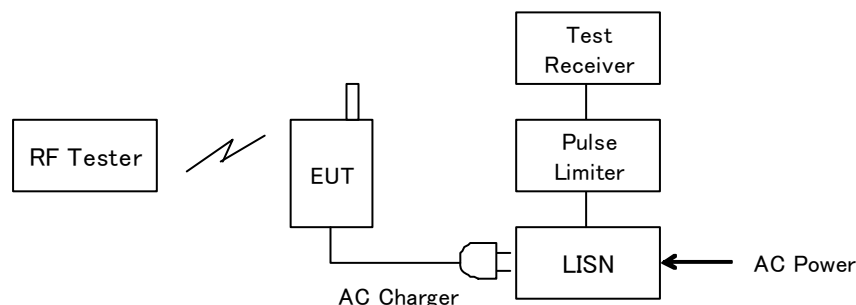 Test
Receiver
RF Tester
EUT
Pulse
Limiter
LISN
AC Power
AC Charger